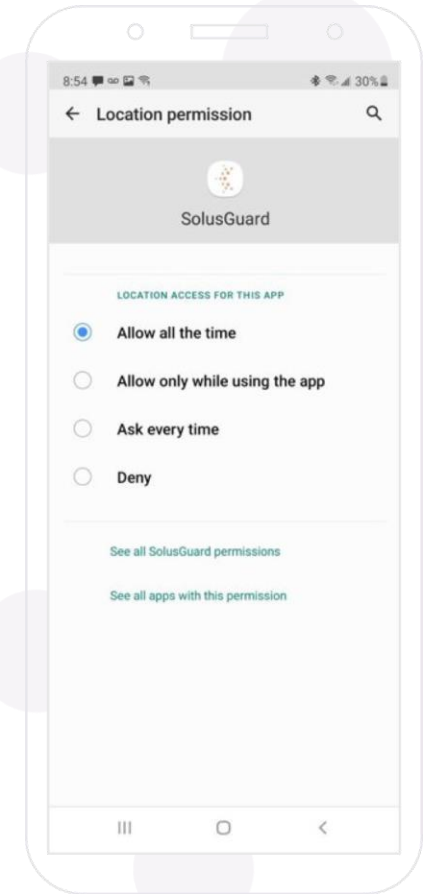 8:54 30%
Location permission
SolusGuard
LOCATION ACCESS FOR THIS APP
Allow all the time
Allow only while using the app
Ask every time
Deny
See all SolusGuard permissions
See all apps with this permission